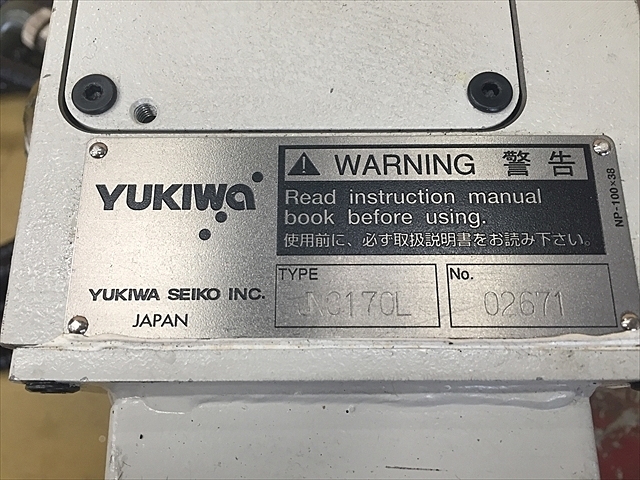 YUKIWa
WARNING 警告
Read instruction manual
book before using.
使用前に、必ず取扱説明書をお読み下さい。
NP-100×38
YUKIWA SEIKO INC.
JAPAN
TYPE
JNC170L
No.
02671